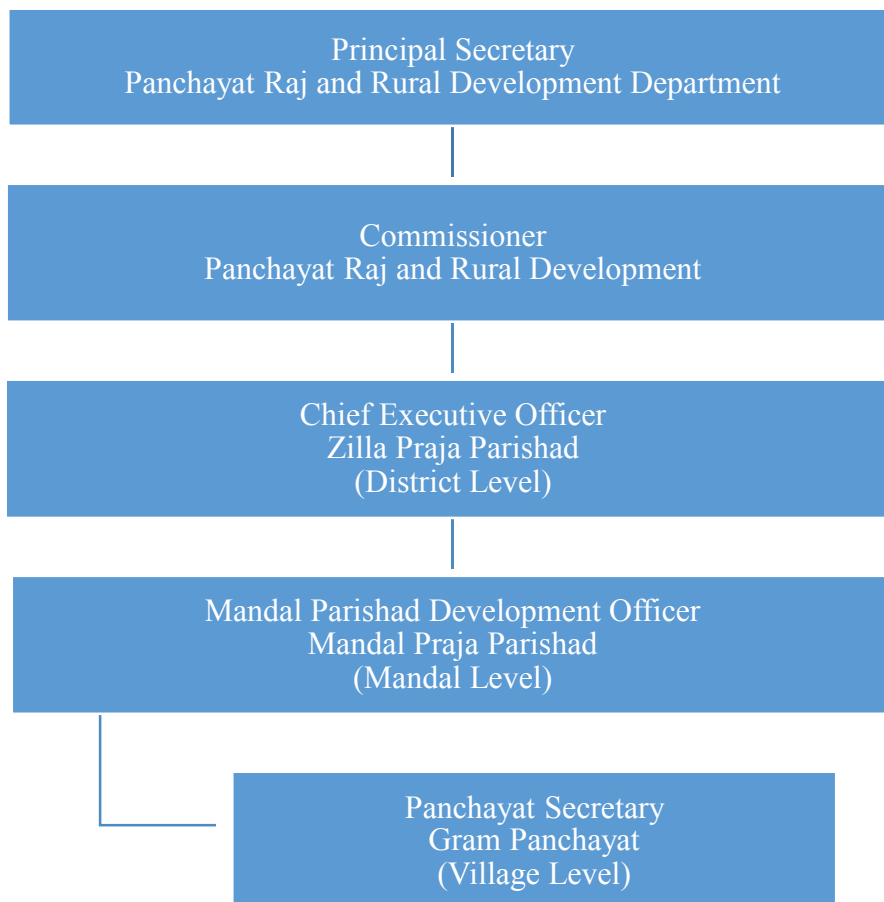 Principal Secretary
Panchayat Raj and Rural Development Department
Commissioner
Panchayat Raj and Rural Development
Chief Executive Officer
Zilla Praja Parishad
(District Level)
Mandal Parishad Development Officer
Mandal Praja Parishad
(Mandal Level)
Panchayat Secretary
Gram Panchayat
(Village Level)